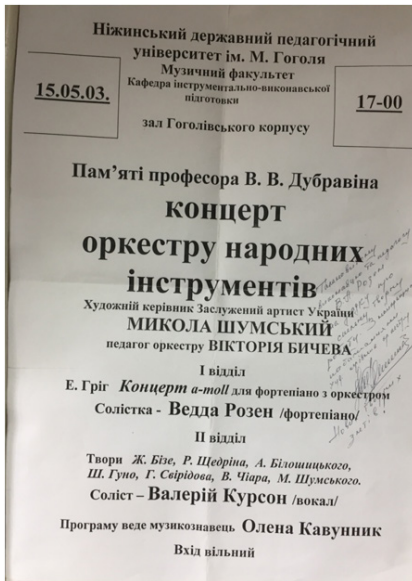 Ніжинський державний педагогічний
університет ім. М. Гоголя
Музичний факультет
Кафедра інструментально-виконавської
підготовки
15.05.03.
17-00
зал Гоголівського корпусу
Пам’яті професора В. В. Дубравіна
концерт
оркестру народних
інструментів
Художній керівник Заслужений артист України
МИКОЛА ШУМСЬКИЙ
педагог оркестру ВІКТОРІЯ БИЧЕВА
І відділ
Е. Гріг Концерт a-moll для фортепіано з оркестром
Солістка - Ведда Розен /фортепіано/
ІІ відділ
Твори Ж. Бізе, Р. Щедріна, А. Білошицького,
Ш. Гуно, Г. Свірідова, В. Чіара, М. Шумського.
Соліст – Валерій Курсон /вокал/
Програму веде музикознавець Олена Кавунник
Вхід вільний